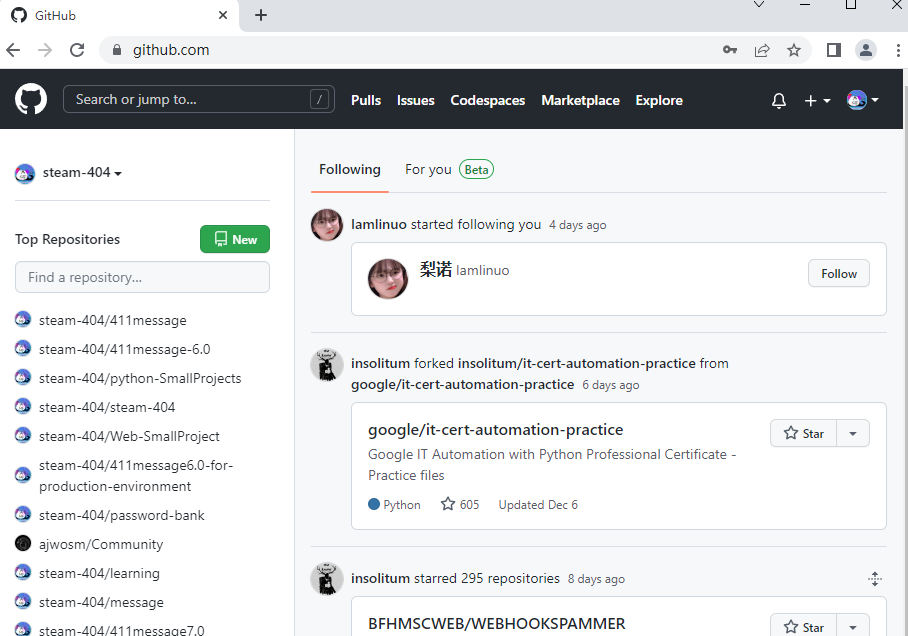 GitHub
github.com
Search or jump to...
/
Pulls Issues Codespaces Marketplace Explore
steam-404
Following For you Beta
Top Repositories New
Find a repository...
steam-404/411message
steam-404/411message-6.0
steam-404/python-SmallProjects
steam-404/steam-404
steam-404/Web-SmallProject
steam-404/411message6.0-for-
production-environment
steam-404/password-bank
ajwosm/Community
steam-404/learning
steam-404/message
steam-404/411message7.0
lamlinuo started following you 4 days ago
梨诺 lamlinuo
Follow
insolitum forked insolitum/it-cert-automation-practice from
google/it-cert-automation-practice 6 days ago
google/it-cert-automation-practice
Star
Google IT Automation with Python Professional Certificate -
Practice files
Python 605 Updated Dec 6
insolitum starred 295 repositories 8 days ago
BFHMSCWEB/WEBHOOKSPAMMER
Star